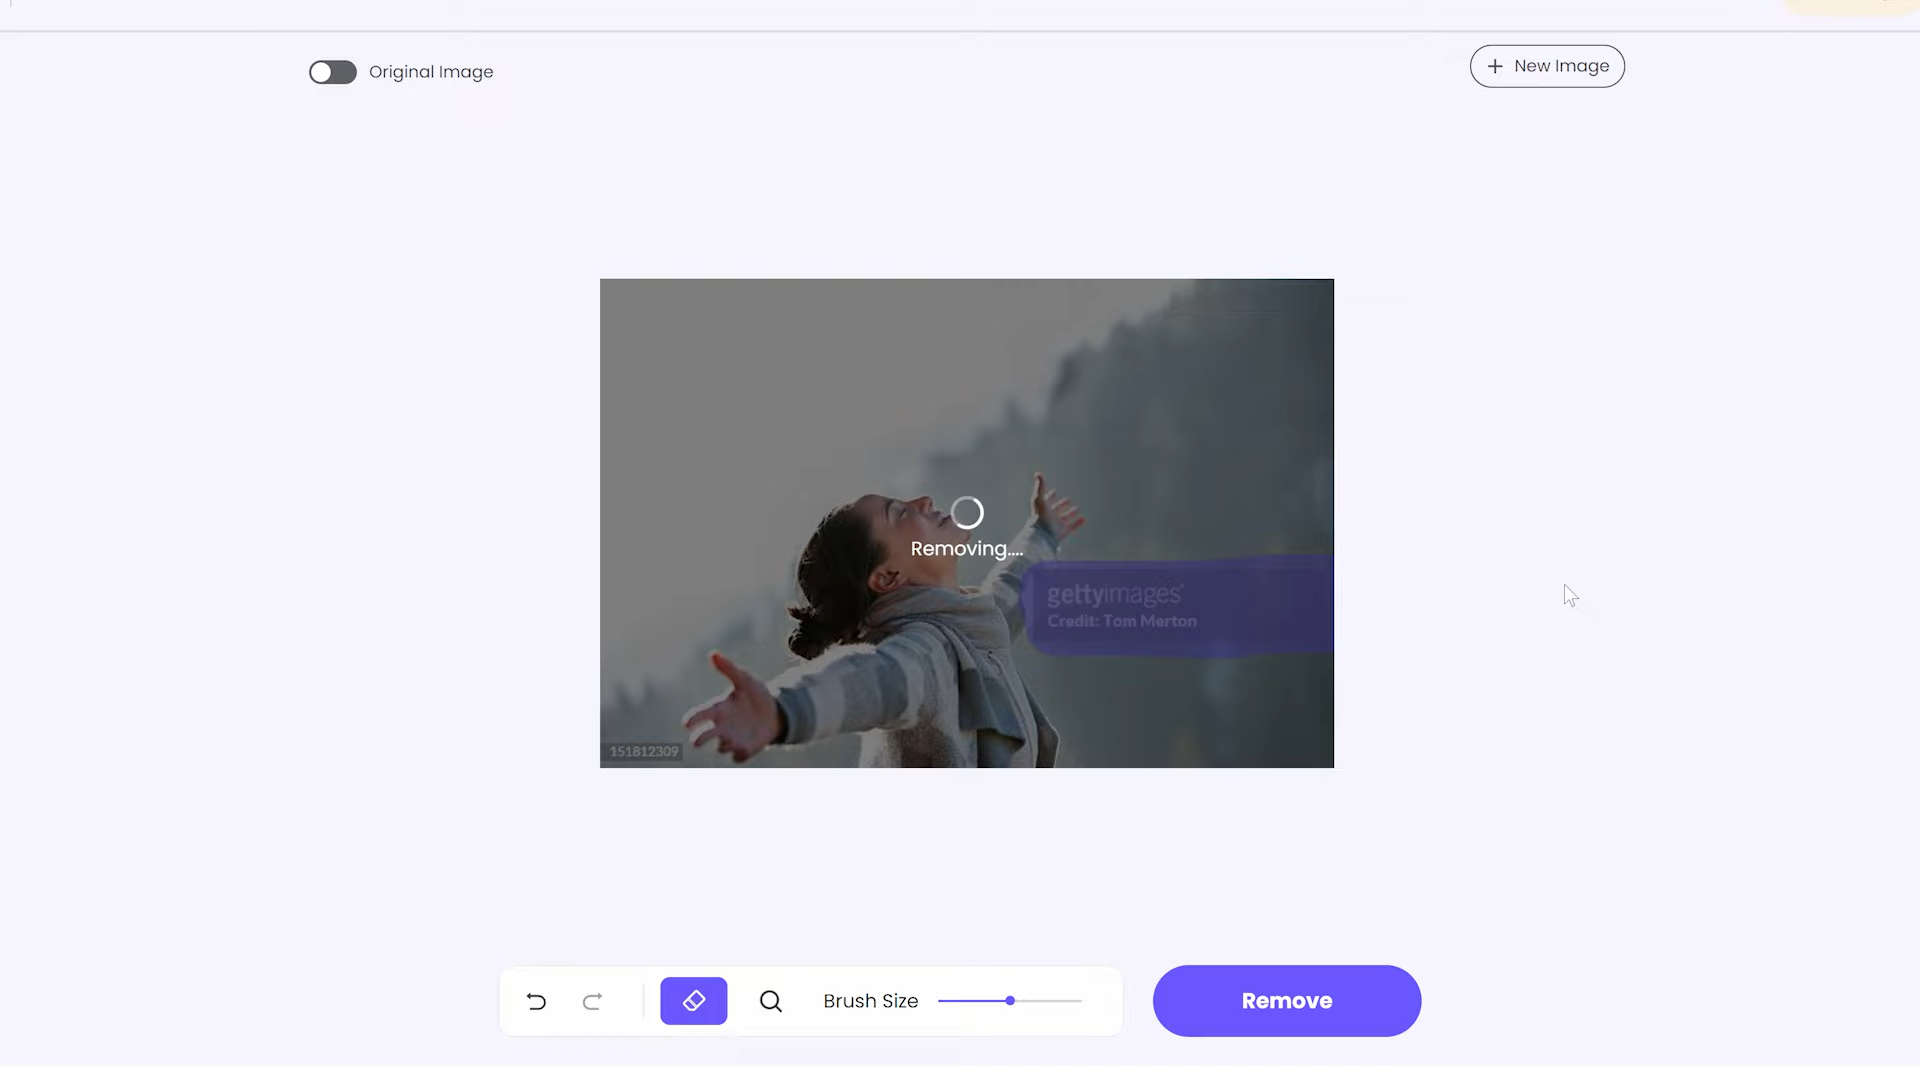 Original Image
+ New Image
Removing....
gettyimages®
Credit: Tom Merton
151812309
Brush Size
Remove